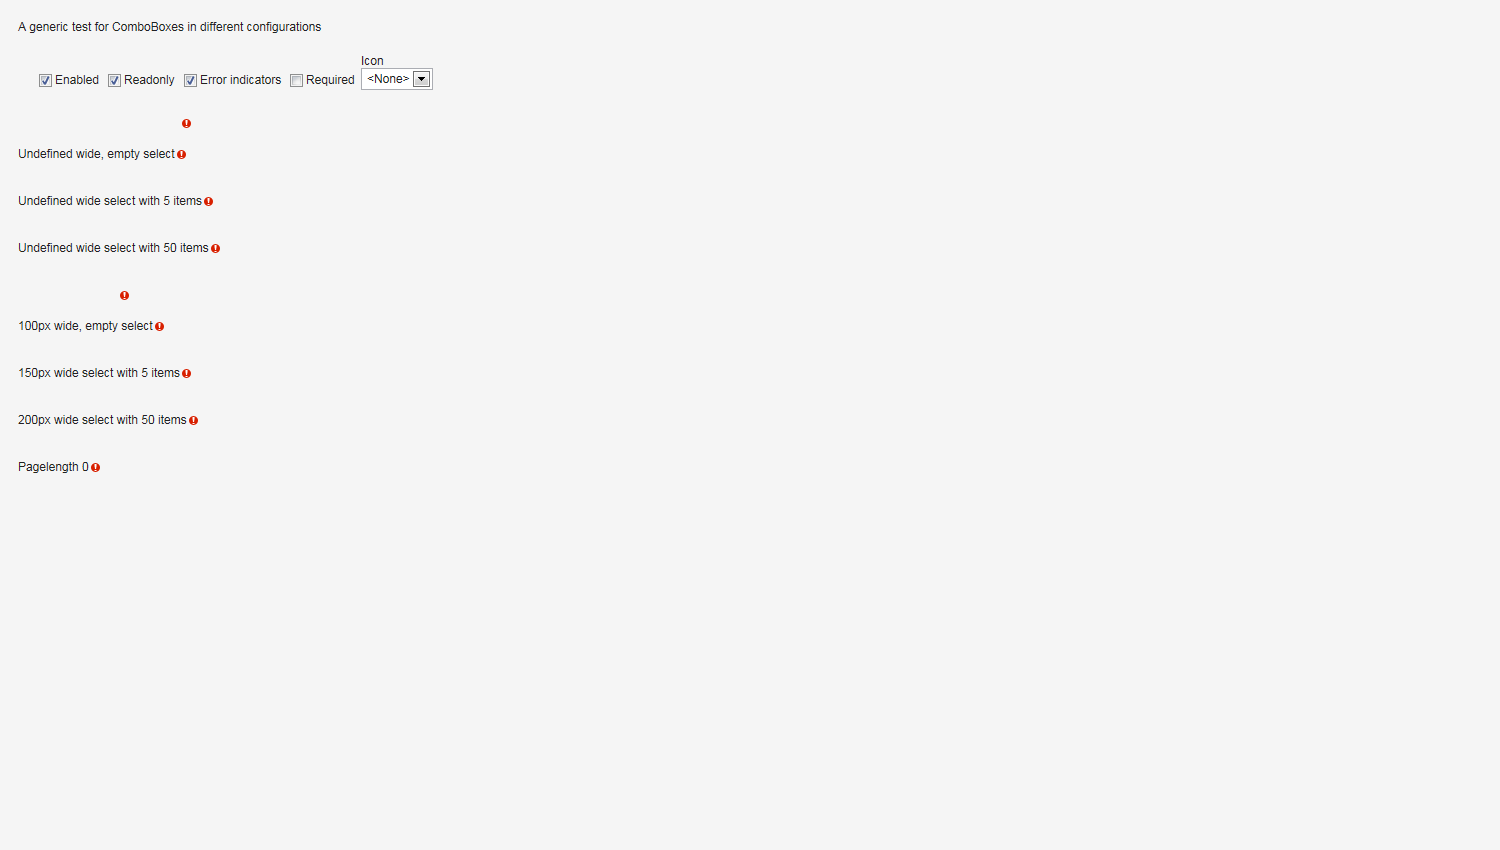 A generic test for ComboBoxes in different configurations
Icon
Enabled Readonly Error indicators Required <None>
Undefined wide, empty select
Undefined wide select with 5 items
Undefined wide select with 50 items
100px wide, empty select
150px wide select with 5 items
200px wide select with 50 items
Pagelength 0